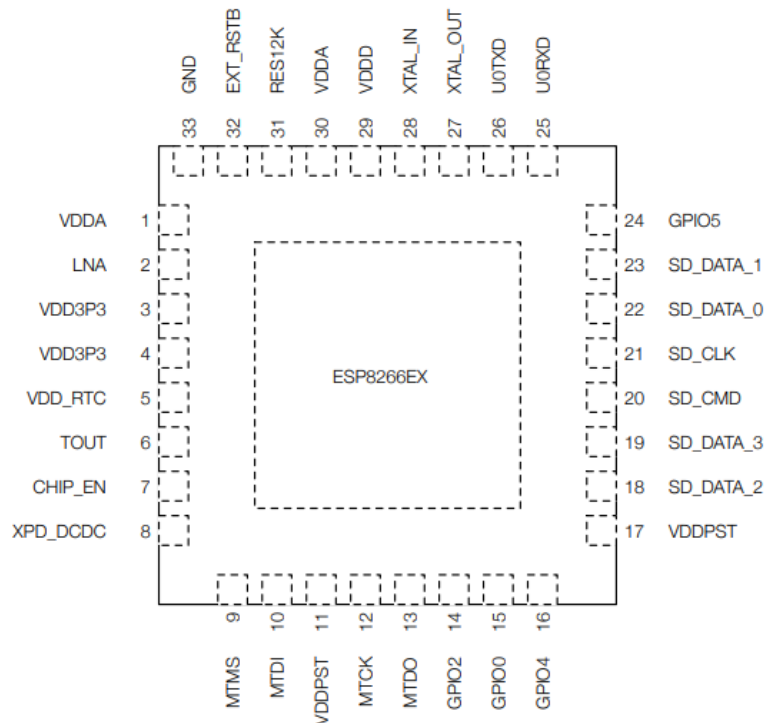 GND
EXT_RSTB
RES12K
VDDA
VDDD
XTAL_IN
XTAL_OUT
U0TXD
U0RXD
33 32 31 30 29 28 27 26 25
VDDA 1
LNA 2
VDD3P3 3
VDD3P3 4
VDD_RTC 5
TOUT 6
CHIP_EN 7
XPD_DCDC 8
ESP8266EX
24 GPIO5
23 SD_DATA_1
22 SD_DATA_0
21 SD_CLK
20 SD_CMD
19 SD_DATA_3
18 SD_DATA_2
17 VDDPST
9 10 11 12 13 14 15 16
MTMS
MTDI
VDDPST
MTCK
MTDO
GPIO2
GPIO0
GPIO4